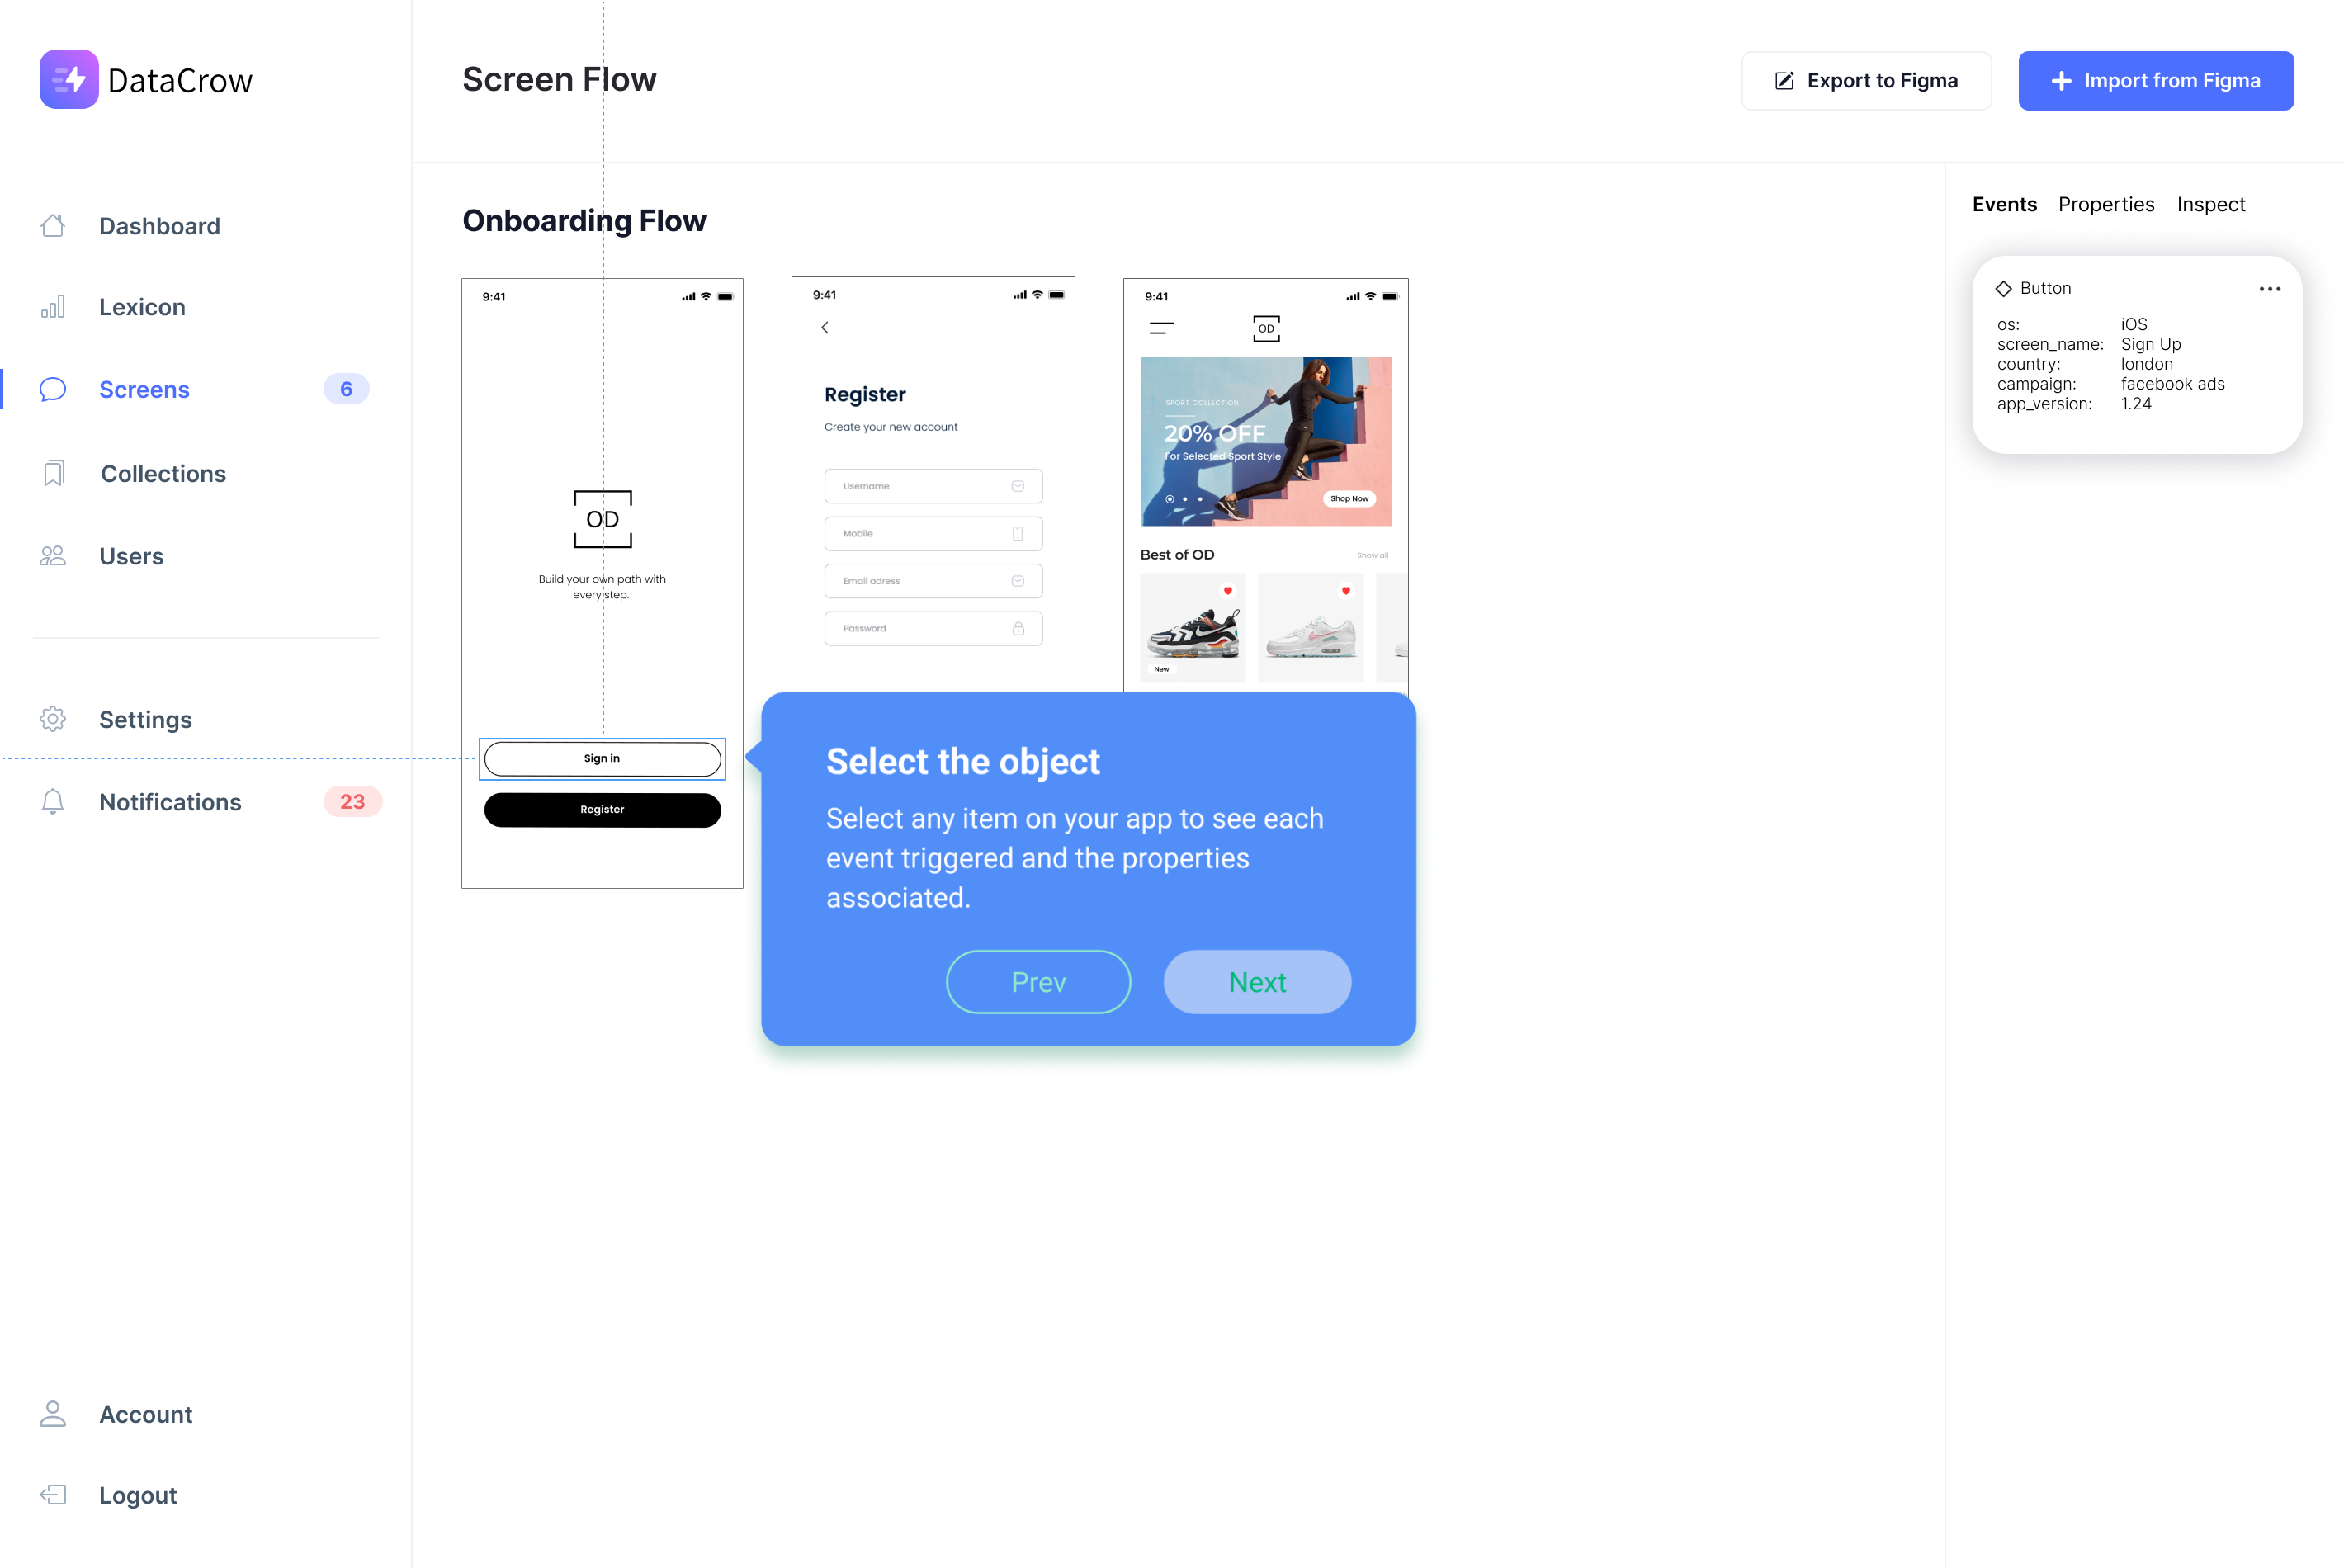 DataCrow
Dashboard
Lexicon
Screens
6
Collections
Users
Settings
Notifications
23
Account
Logout
Screen Flow
Export to Figma
Import from Figma
Onboarding Flow
9:41
OD
Build your own path with
every step.
Sign in
Register
9:41
Register
Create your new account
Username
Mobile
Email adress
Password
9:41
OD
SPORT COLLECTION
20% OFF
For Selected Sport Style
Shop Now
Best of OD
Show all
New
Select the object
Select any item on your app to see each
event triggered and the properties
associated.
Prev
Next
Events Properties Inspect
Button
os: iOS
screen_name: Sign Up
country: london
campaign: facebook ads
app_version: 1.24